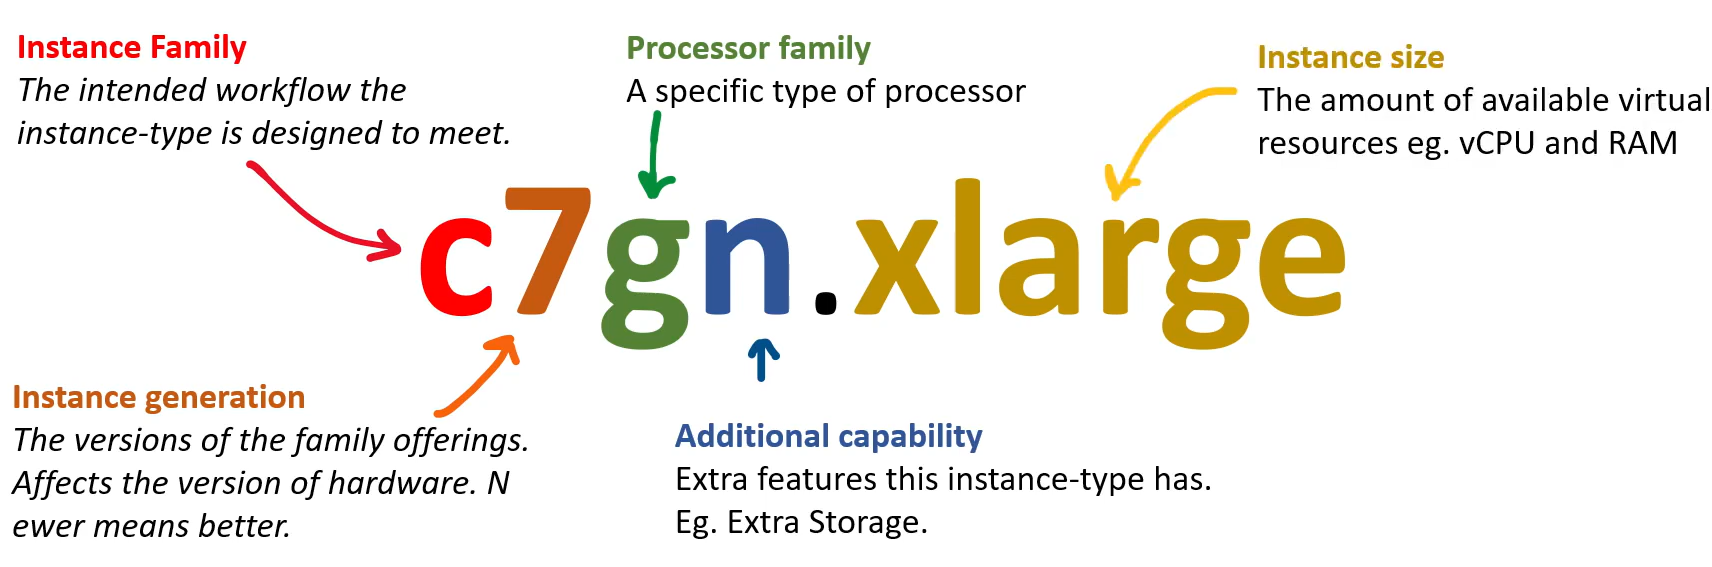 Instance Family
The intended workflow the
instance-type is designed to meet.
Processor family
A specific type of processor
Instance size
The amount of available virtual
resources eg. vCPU and RAM
c7gn.xlarge
Instance generation
The versions of the family offerings.
Affects the version of hardware. N
ewer means better.
Additional capability
Extra features this instance-type has.
Eg. Extra Storage.